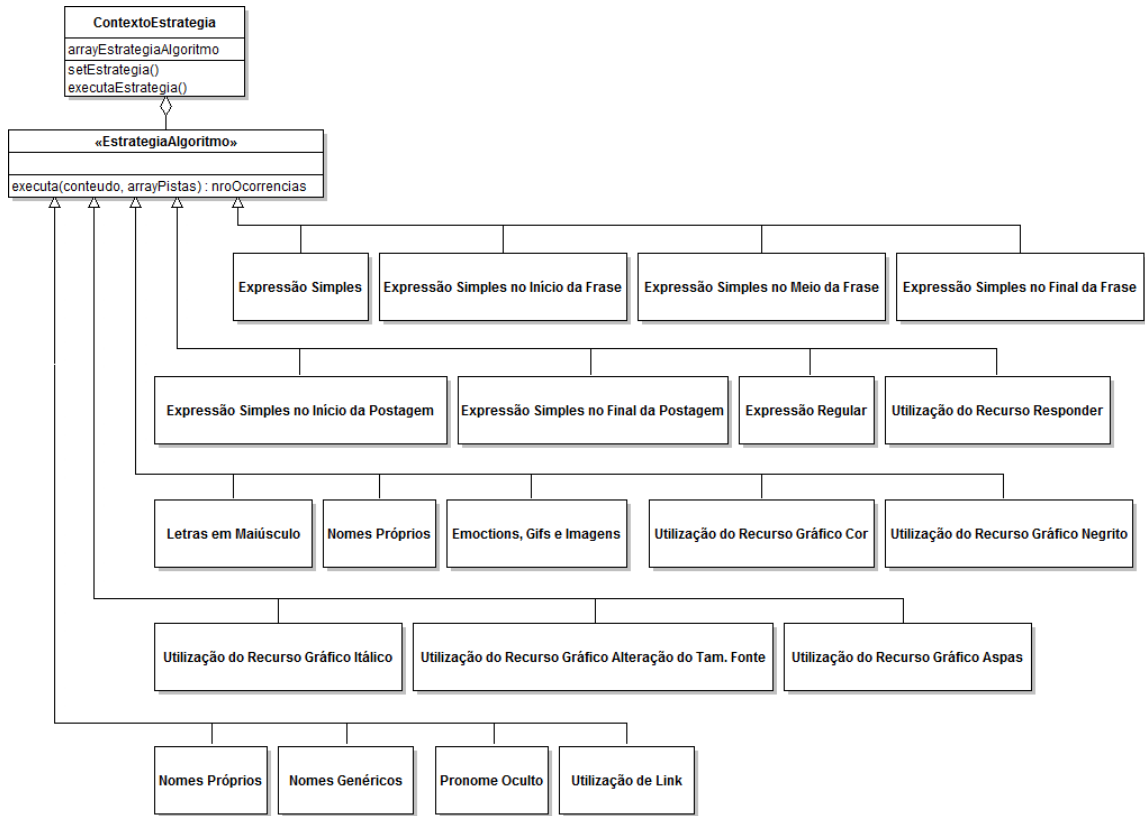 ContextoEstrategia
arrayEstrategiaAlgoritmo
setEstrategia()
executaEstrategia()
«EstrategiaAlgoritmo»
executa(conteudo, arrayPistas) : nroOcorrencias
Expressão Simples
Expressão Simples no Início da Frase
Expressão Simples no Meio da Frase
Expressão Simples no Final da Frase
Expressão Simples no Início da Postagem
Expressão Simples no Final da Postagem
Expressão Regular
Utilização do Recurso Responder
Letras em Maiúsculo
Nomes Próprios
Emoctions, Gifs e Imagens
Utilização do Recurso Gráfico Cor
Utilização do Recurso Gráfico Negrito
Utilização do Recurso Gráfico Itálico
Utilização do Recurso Gráfico Alteração do Tam. Fonte
Utilização do Recurso Gráfico Aspas
Nomes Próprios
Nomes Genéricos
Pronome Oculto
Utilização de Link